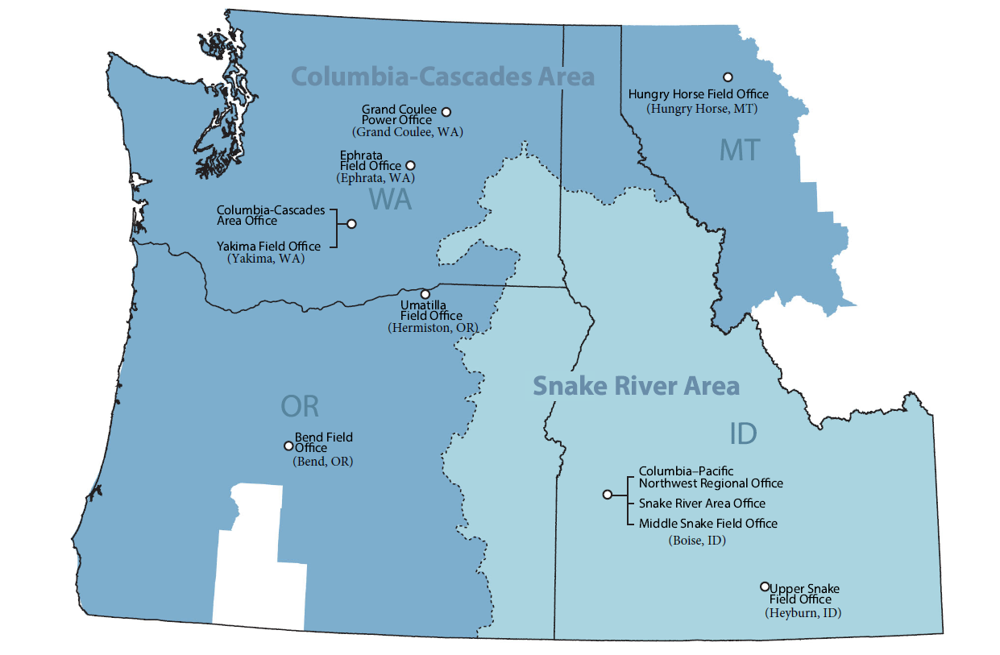 Columbia-Cascades Area
Hungry Horse Field Office
(Hungry Horse, MT)
Grand Coulee
Power Office
(Grand Coulee, WA)
MT
Ephrata
Field Office
(Ephrata, WA)
WA
Columbia-Cascades
Area Office
Yakima Field Office
(Yakima, WA)
Umatilla
Field Office
(Hermiston, OR)
Snake River Area
OR
ID
Bend Field
Office
(Bend, OR)
Columbia–Pacific
Northwest Regional Office
Snake River Area Office
Middle Snake Field Office
(Boise, ID)
Upper Snake
Field Office
(Heyburn, ID)